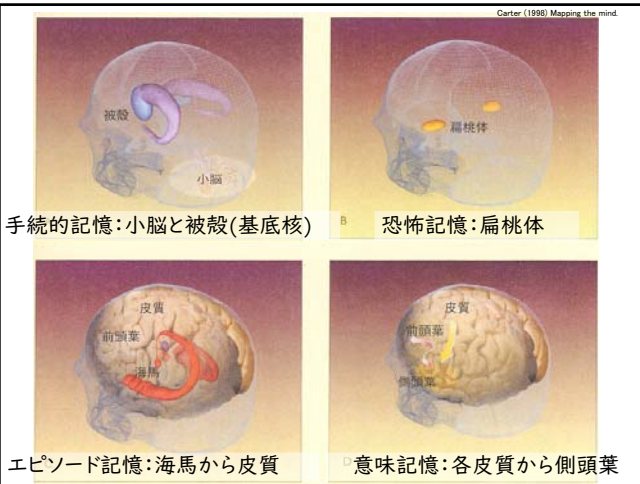 Carter (1998) Mapping the mind.
被殻
小脳
手続的記憶：小脳と被殻(基底核)
扁桃体
B
恐怖記憶：扁桃体
皮質
前頭葉
海馬
エピソード記憶：海馬から皮質
皮質
前頭葉
側頭葉
D
意味記憶：各皮質から側頭葉